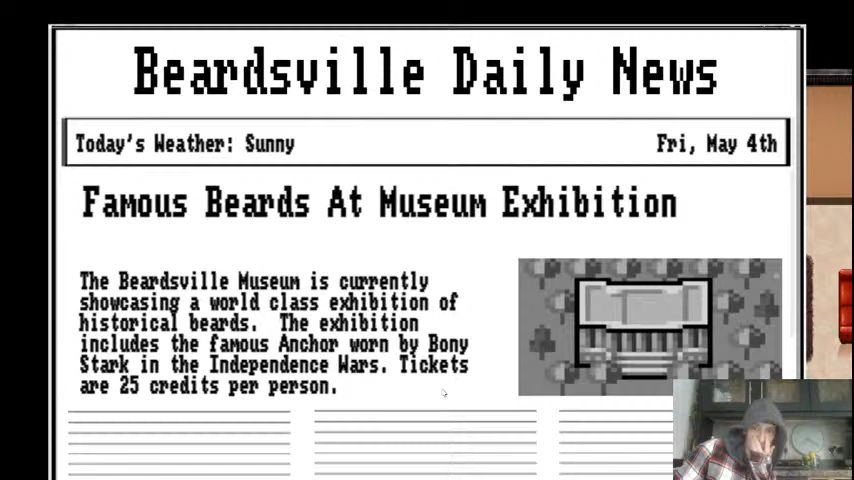 Beardsville Daily News
Today's Weather: Sunny
Fri, May 4th
Famous Beards At Museum Exhibition
The Beardsville Museum is currently
showcasing a world class exhibition of
historical beards. The exhibition
includes the famous Anchor worn by Bony
Stark in the Independence Wars. Tickets
are 25 credits per person.